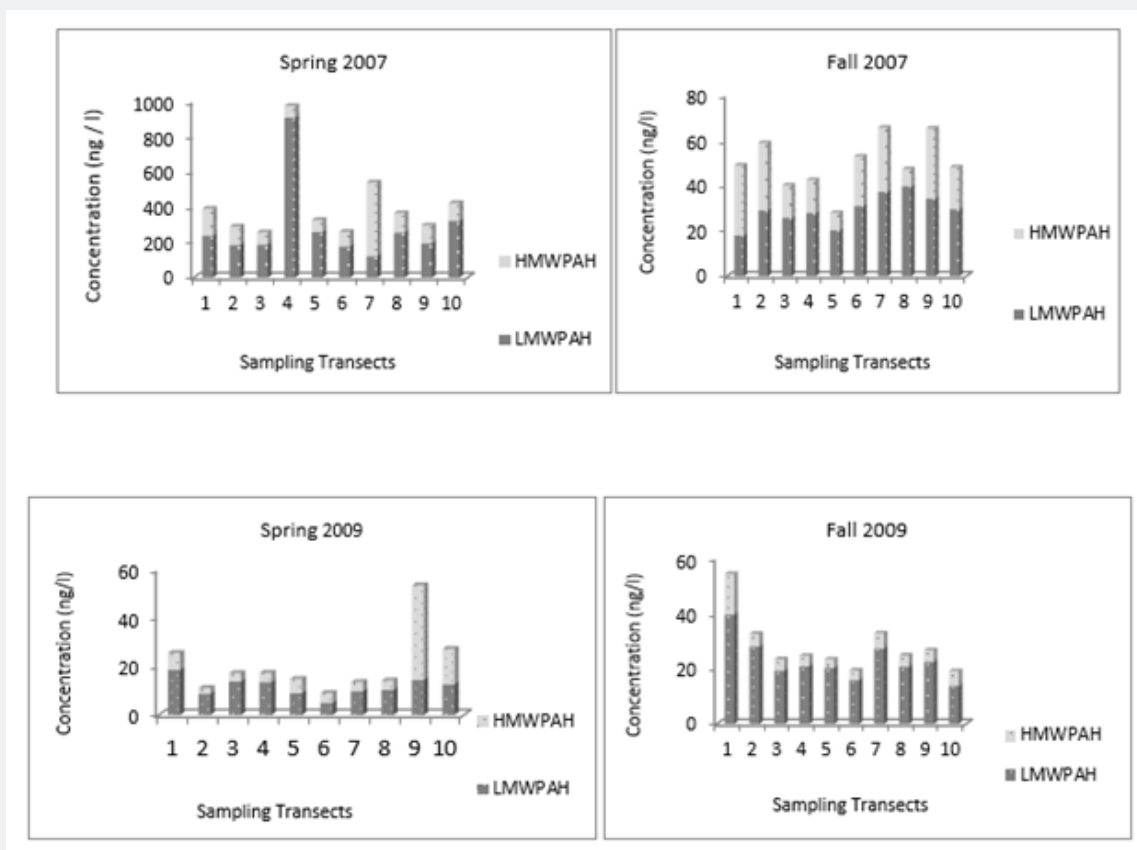 Spring 2007
Concentration (ng / l)
1000
800
600
400
200
0
1 2 3 4 5 6 7 8 9 10
Sampling Transects
HMWPAH
LMWPAH
Fall 2007
Concentration (ng/l)
80
60
40
20
0
1 2 3 4 5 6 7 8 9 10
Sampling Transects
HMWPAH
LMWPAH
Spring 2009
Concentration (ng/l)
60
40
20
0
1 2 3 4 5 6 7 8 9 10
Sampling Transects
HMWPAH
LMWPAH
Fall 2009
Concentration (ng/l)
60
40
20
0
1 2 3 4 5 6 7 8 9 10
Sampling Transects
HMWPAH
LMWPAH